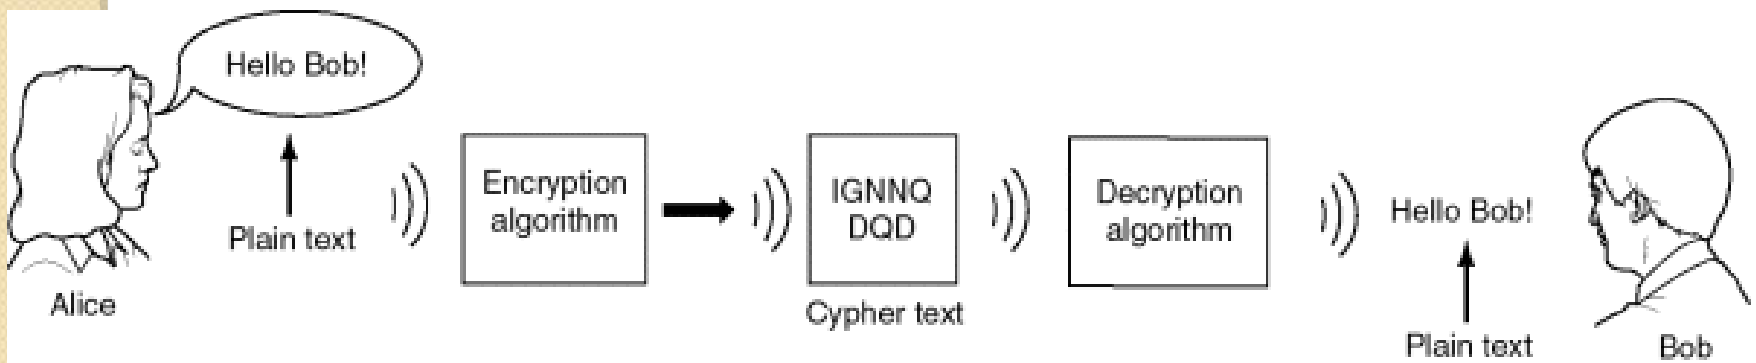 Hello Bob!
Plain text
Alice
Encryption
algorithm
IGNNQ
DQD
Cypher text
Decryption
algorithm
Hello Bob!
Plain text
Bob